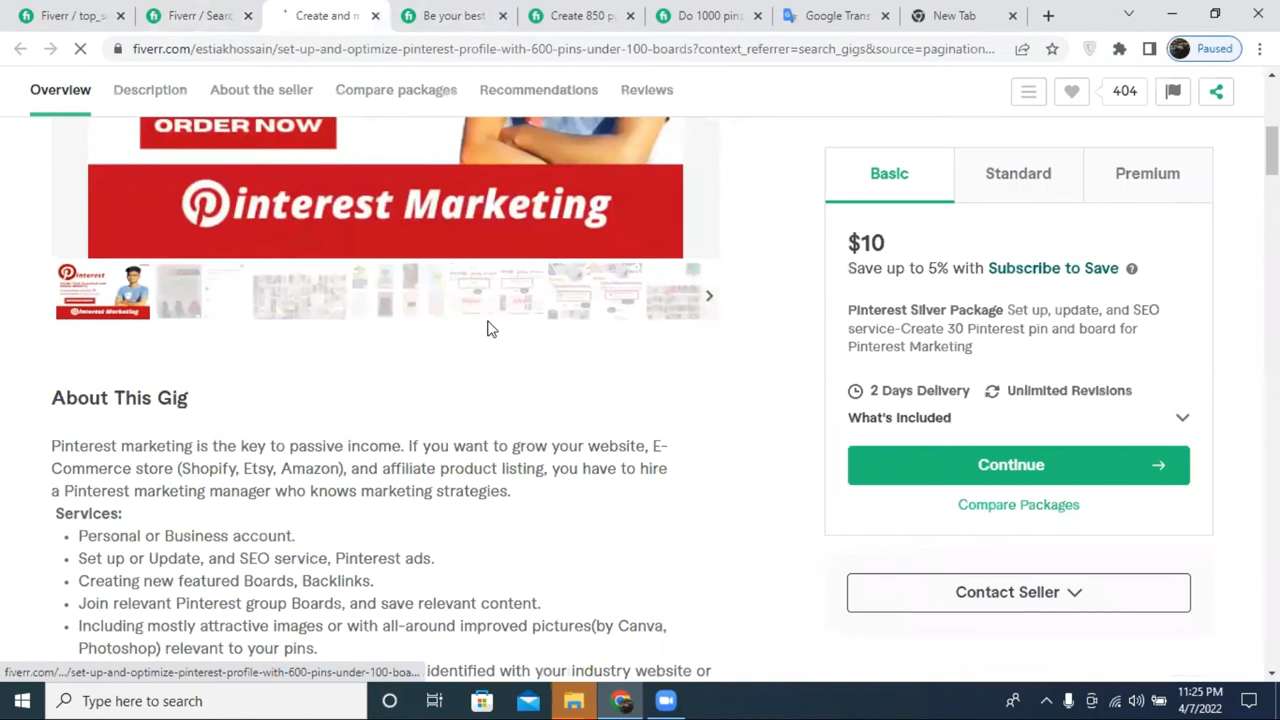 Fiverr / top_s
Fiverr / Searc
Create and m
Be your best
Create 850 p
Do 1000 pins
Google Trans
New Tab
fiverr.com/estiakhossain/set-up-and-optimize-pinterest-profile-with-600-pins-under-100-boards?context_referrer=search_gigs&source=pagination...
Paused
Overview
Description
About the seller
Compare packages
Recommendations
Reviews
404
ORDER NOW
Pinterest Marketing
Basic
Standard
Premium
$10
Save up to 5% with Subscribe to Save
Pinterest Silver Package Set up, update, and SEO
service-Create 30 Pinterest pin and board for
Pinterest Marketing
2 Days Delivery
Unlimited Revisions
What's Included
Continue
Compare Packages
Contact Seller
About This Gig
Pinterest marketing is the key to passive income. If you want to grow your website, E-
Commerce store (Shopify, Etsy, Amazon), and affiliate product listing, you have to hire
a Pinterest marketing manager who knows marketing strategies.
Services:
Personal or Business account.
Set up or Update, and SEO service, Pinterest ads.
Creating new featured Boards, Backlinks.
Join relevant Pinterest group Boards, and save relevant content.
Including mostly attractive images or with all-around improved pictures(by Canva,
Photoshop) relevant to your pins.
identified with your industry website or
fiverr.com/.../set-up-and-optimize-pinterest-profile-with-600-pins-under-100-boa...
Type here to search
11:25 PM
4/7/2022